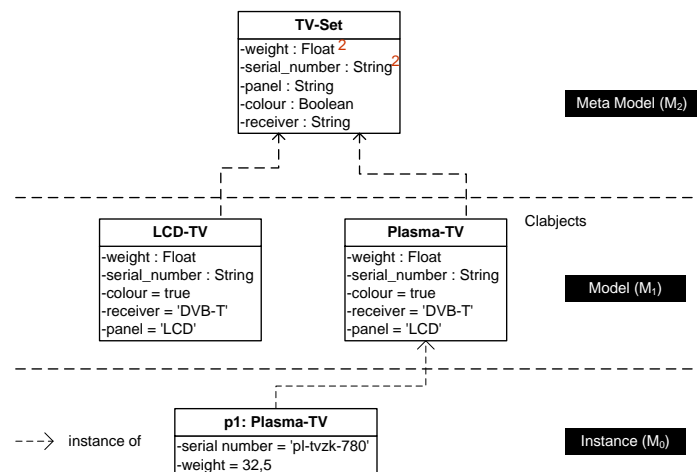 TV-Set
-weight : Float 2
-serial_number : String 2
-panel : String
-colour : Boolean
-receiver : String
Meta Model (M2)
LCD-TV
-weight : Float
-serial_number : String
-colour = true
-receiver = 'DVB-T'
-panel = 'LCD'
Plasma-TV
-weight : Float
-serial_number : String
-colour = true
-receiver = 'DVB-T'
-panel = 'LCD'
Clabjects
Model (M1)
instance of
p1: Plasma-TV
-serial number = 'pl-tvzk-780'
-weight = 32,5
Instance (M0)